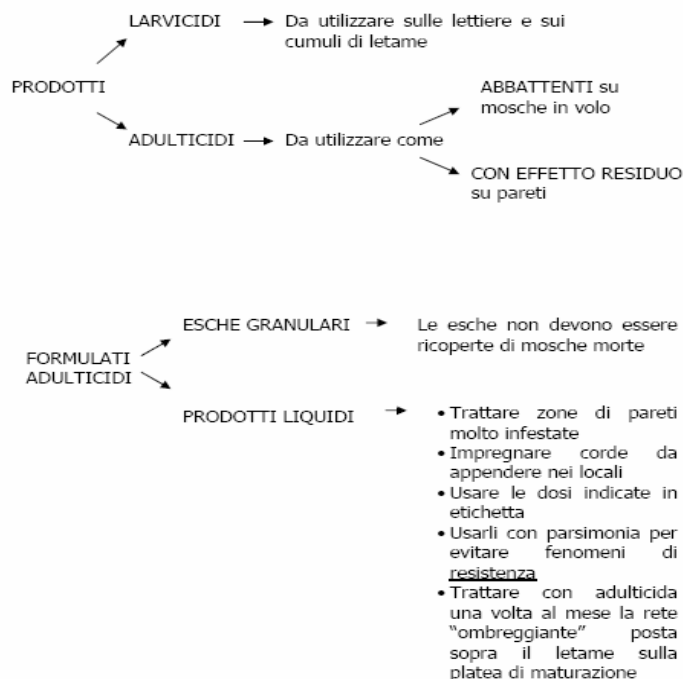 LARVICIDI
Da utilizzare sulle lettiere e sui
cumuli di letame
PRODOTTI
ABBATTENTI su
mosche in volo
ADULTICIDI
Da utilizzare come
CON EFFETTO RESIDUO
su pareti
ESCHE GRANULARI
Le esche non devono essere
ricoperte di mosche morte
FORMULATI
ADULTICIDI
PRODOTTI LIQUIDI
• Trattare zone di pareti
molto infestate
• Impregnare corde da
appendere nei locali
• Usare le dosi indicate in
etichetta
• Usarli con parsimonia per
evitare fenomeni di
resistenza
• Trattare con adulticida
una volta al mese la rete
"ombreggiante" posta
sopra il letame sulla
platea di maturazione